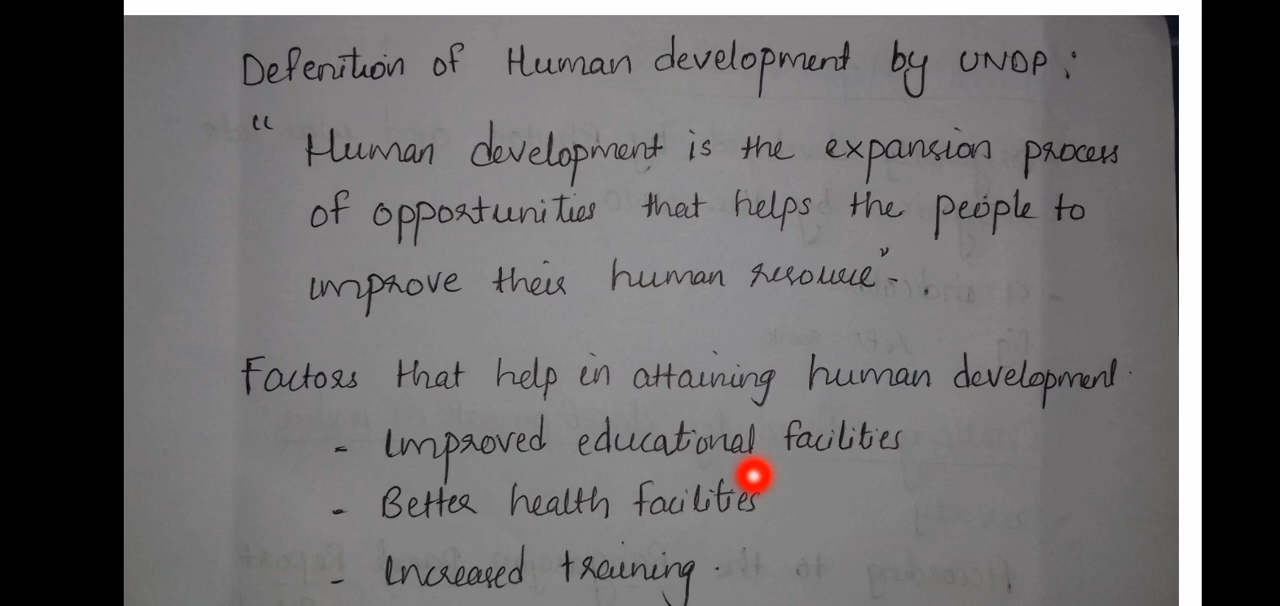 Defenition of Human development by UNDP:
"Human development is the expansion process
of opportunities that helps the people to
improve their human resource".
Factors that help in attaining human development.
- Improved educational facilities
- Better health facilities
- Increased training.